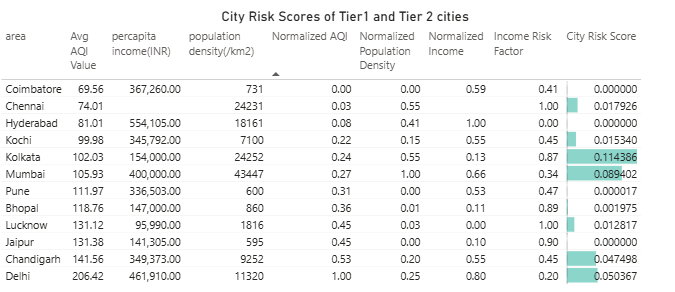 City Risk Scores of Tier1 and Tier 2 cities
area Avg AQI Value percapita income(INR) population density(/km2) Normalized AQI Normalized Population Density Normalized Income Income Risk Factor City Risk Score
Coimbatore 69.56 367,260.00 731 0.00 0.00 0.59 0.41 0.000000
Chennai 74.01 24231 0.03 0.55 1.00 0.017926
Hyderabad 81.01 554,105.00 18161 0.08 0.41 1.00 0.00 0.000000
Kochi 99.98 345,792.00 7100 0.22 0.15 0.55 0.45 0.015340
Kolkata 102.03 154,000.00 24252 0.24 0.55 0.13 0.87 0.114386
Mumbai 105.93 400,000.00 43447 0.27 1.00 0.66 0.34 0.089402
Pune 111.97 336,503.00 600 0.31 0.00 0.53 0.47 0.000017
Bhopal 118.76 147,000.00 860 0.36 0.01 0.11 0.89 0.001975
Lucknow 131.12 95,990.00 1816 0.45 0.03 0.00 1.00 0.012817
Jaipur 131.38 141,305.00 595 0.45 0.00 0.10 0.90 0.000000
Chandigarh 141.56 349,373.00 9252 0.53 0.20 0.55 0.45 0.047498
Delhi 206.42 461,910.00 11320 1.00 0.25 0.80 0.20 0.050367